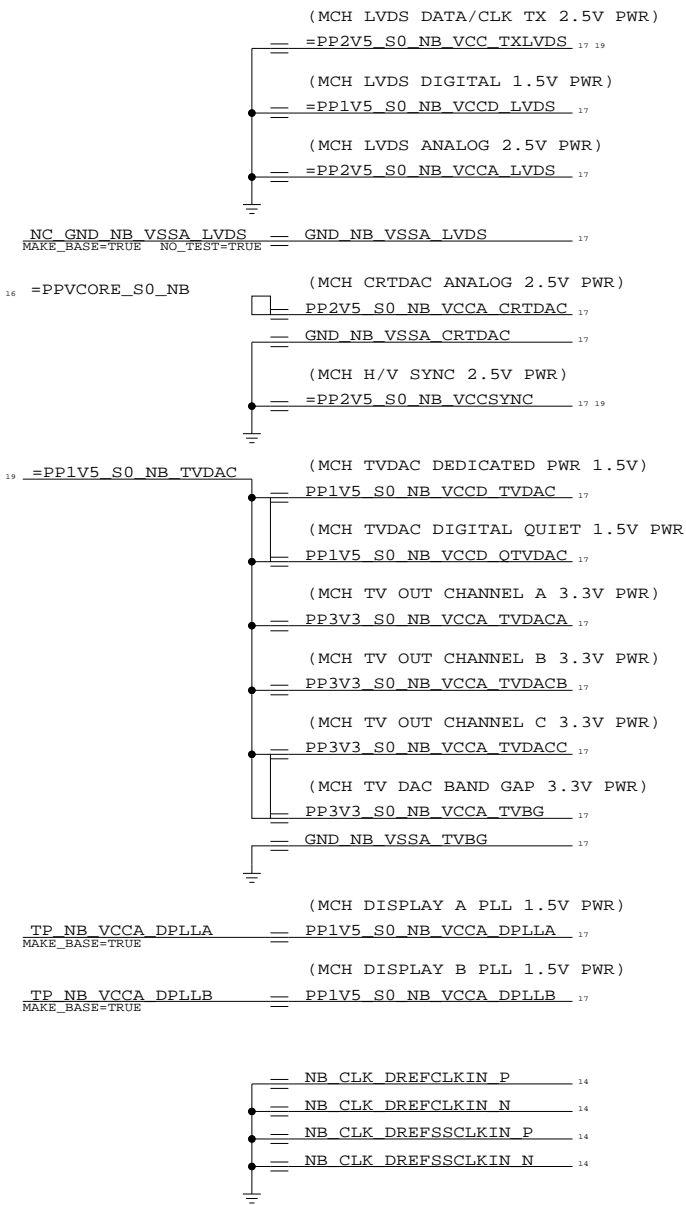 (MCH LVDS DATA/CLK TX 2.5V PWR)
=PP2V5_S0_NB_VCC_TXLVDS 17 19
(MCH LVDS DIGITAL 1.5V PWR)
=PP1V5_S0_NB_VCCD_LVDS 17
(MCH LVDS ANALOG 2.5V PWR)
=PP2V5_S0_NB_VCCA_LVDS 17
NC_GND_NB_VSSA_LVDS GND_NB_VSSA_LVDS 17
MAKE_BASE=TRUE NO_TEST=TRUE
(MCH CRTDAC ANALOG 2.5V PWR)
16 =PPVCORE_S0_NB
PP2V5_S0_NB_VCCA_CRTDAC 17
GND_NB_VSSA_CRTDAC 17
(MCH H/V SYNC 2.5V PWR)
=PP2V5_S0_NB_VCCSYNC 17 19
(MCH TVDAC DEDICATED PWR 1.5V)
19 =PP1V5_S0_NB_TVDAC
PP1V5_S0_NB_VCCD_TVDAC 17
(MCH TVDAC DIGITAL QUIET 1.5V PWR
PP1V5_S0_NB_VCCD_QTVDAC 17
(MCH TV OUT CHANNEL A 3.3V PWR)
PP3V3_S0_NB_VCCA_TVDACA 17
(MCH TV OUT CHANNEL B 3.3V PWR)
PP3V3_S0_NB_VCCA_TVDACB 17
(MCH TV OUT CHANNEL C 3.3V PWR)
PP3V3_S0_NB_VCCA_TVDACC 17
(MCH TV DAC BAND GAP 3.3V PWR)
PP3V3_S0_NB_VCCA_TVBG 17
GND_NB_VSSA_TVBG 17
(MCH DISPLAY A PLL 1.5V PWR)
TP_NB_VCCA_DPLLA PP1V5_S0_NB_VCCA_DPLLA 17
MAKE_BASE=TRUE
(MCH DISPLAY B PLL 1.5V PWR)
TP_NB_VCCA_DPLLB PP1V5_S0_NB_VCCA_DPLLB 17
MAKE_BASE=TRUE
NB_CLK_DREFCLKIN_P 14
NB_CLK_DREFCLKIN_N 14
NB_CLK_DREFSSCLKIN_P 14
NB_CLK_DREFSSCLKIN_N 14